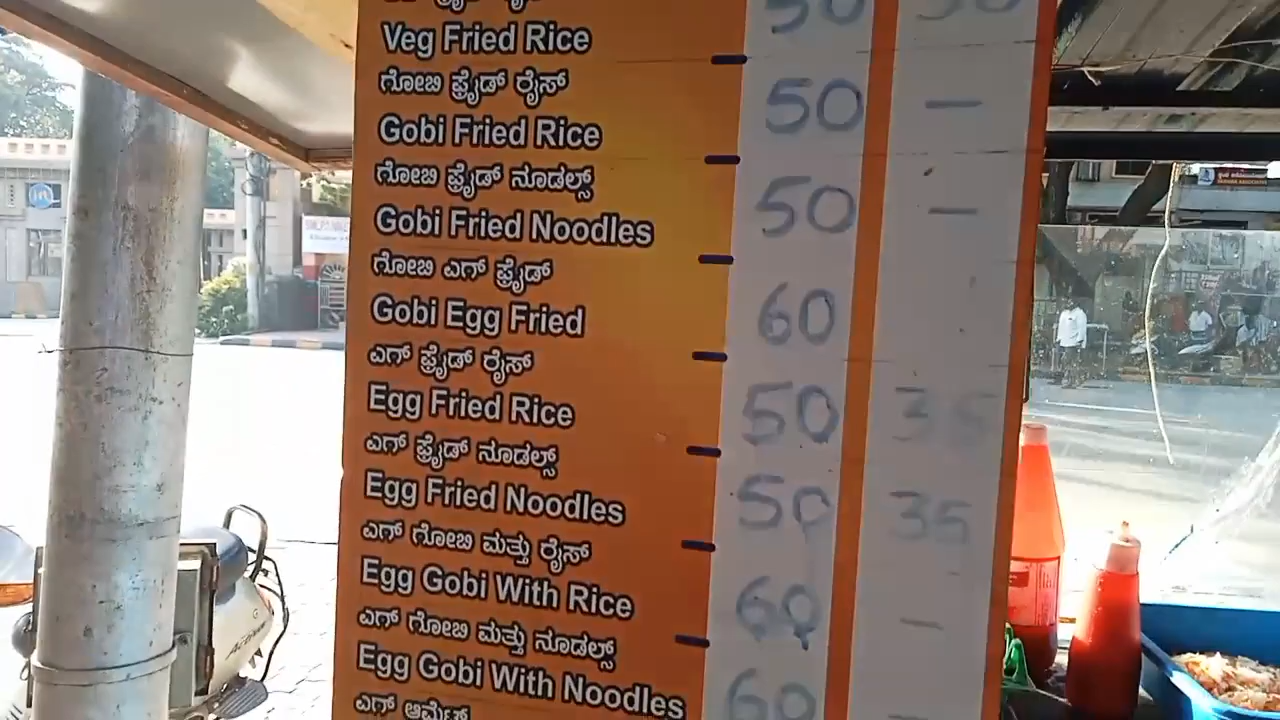 50 30
Veg Fried Rice
ಗೋಬಿ ಫ್ರೈಡ್ ರೈಸ್
50 —
Gobi Fried Rice
ಗೋಬಿ ಫ್ರೈಡ್ ನೂಡಲ್ಸ್
50 —
Gobi Fried Noodles
ಗೋಬಿ ಎಗ್ ಫ್ರೈಡ್
60
Gobi Egg Fried
ಎಗ್ ಫ್ರೈಡ್ ರೈಸ್
50 35
Egg Fried Rice
ಎಗ್ ಫ್ರೈಡ್ ನೂಡಲ್ಸ್
50 35
Egg Fried Noodles
ಎಗ್ ಗೋಬಿ ಮತ್ತು ರೈಸ್
60 —
Egg Gobi With Rice
ಎಗ್ ಗೋಬಿ ಮತ್ತು ನೂಡಲ್ಸ್
60 —
Egg Gobi With Noodles
ಎಗ್